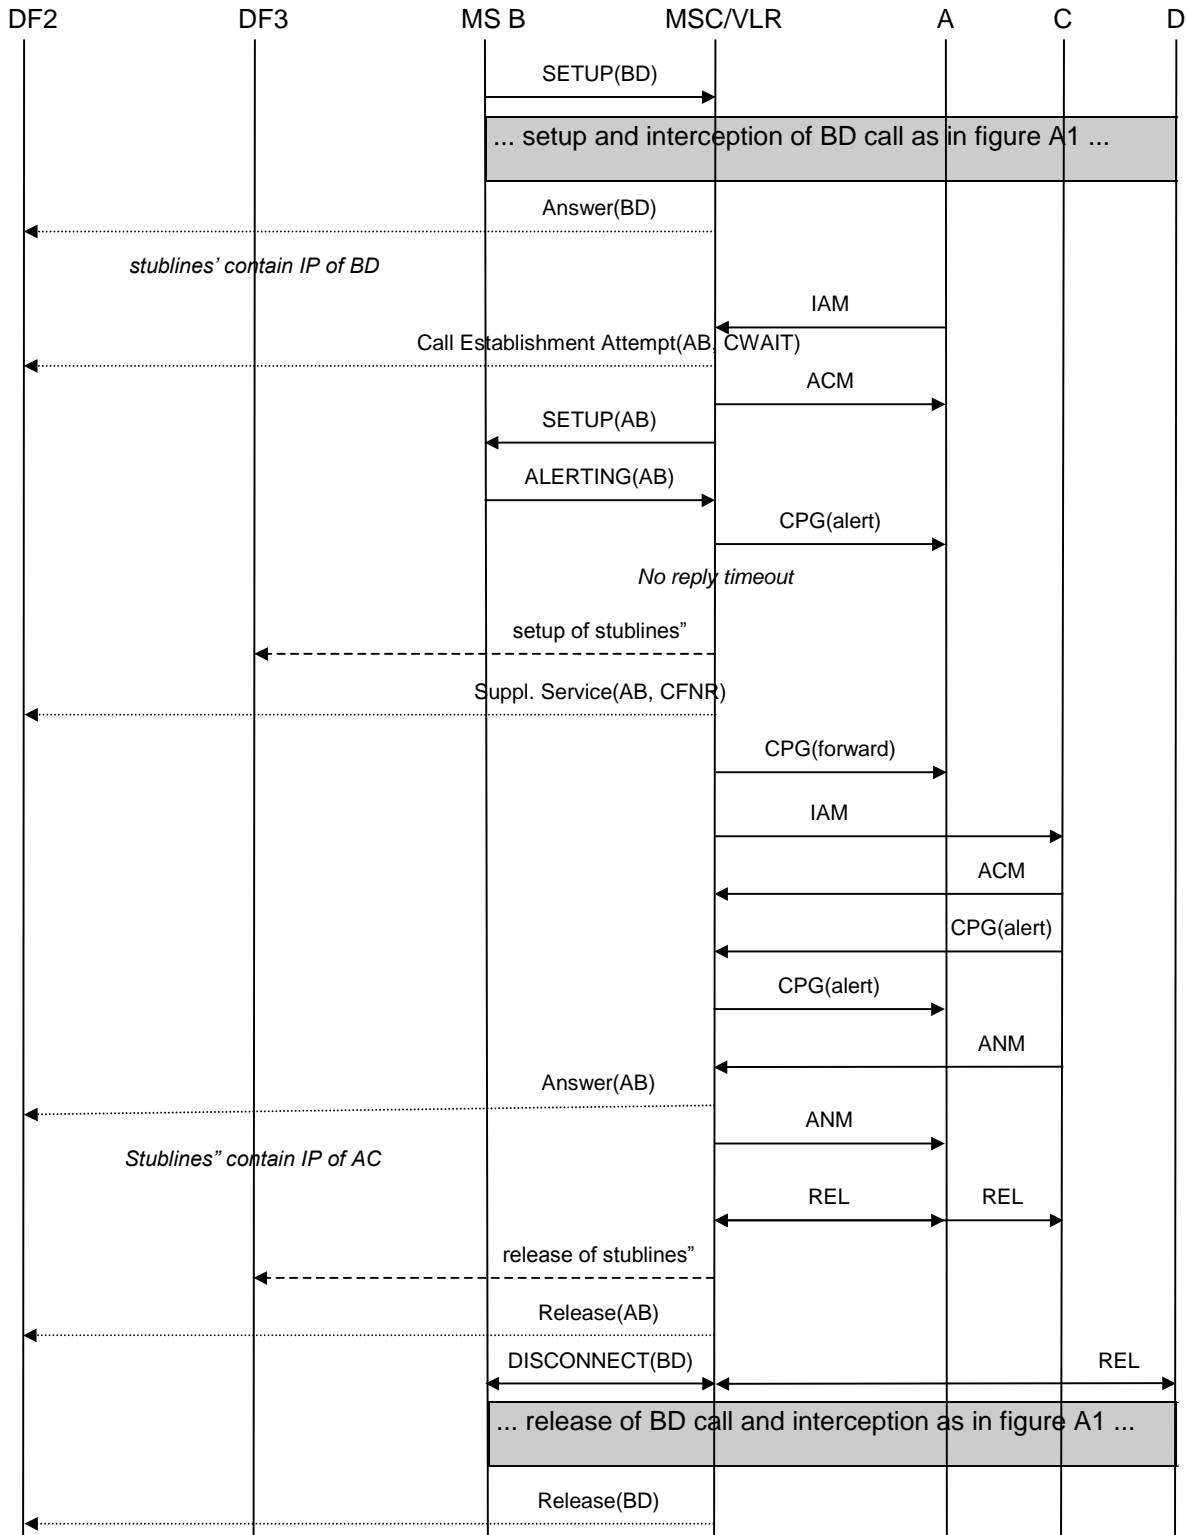 DF2 DF3 MS B MSC/VLR A C D
SETUP(BD)
... setup and interception of BD call as in figure A1 ...
Answer(BD)
stublines’ contain IP of BD
IAM
Call Establishment Attempt(AB, CWAIT)
ACM
SETUP(AB)
ALERTING(AB)
CPG(alert)
No reply timeout
setup of stublines”
Suppl. Service(AB, CFNR)
CPG(forward)
IAM
ACM
CPG(alert)
CPG(alert)
ANM
Answer(AB)
ANM
Stublines” contain IP of AC
REL REL
release of stublines”
Release(AB)
DISCONNECT(BD) REL
... release of BD call and interception as in figure A1 ...
Release(BD)